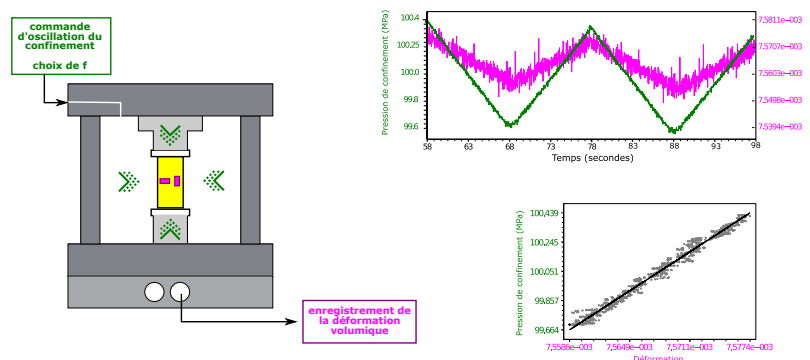 commande
d'oscillation du
confinement
choix de f
enregistrement de
la déformation
volumique
Pression de confinement (MPa)
100.4
100.25
100.0
99.8
99.6
58
63
68
73
78
83
88
93
98
Temps (secondes)
7,5811e-003
7,5707e-003
7,5603e-003
7,5498e-003
7,5394e-003
Pression de confinement (MPa)
100,439
100,245
100,051
99,857
99,664
7,5586e-003
7,5649e-003
7,5711e-003
7,5774e-003
Déformation